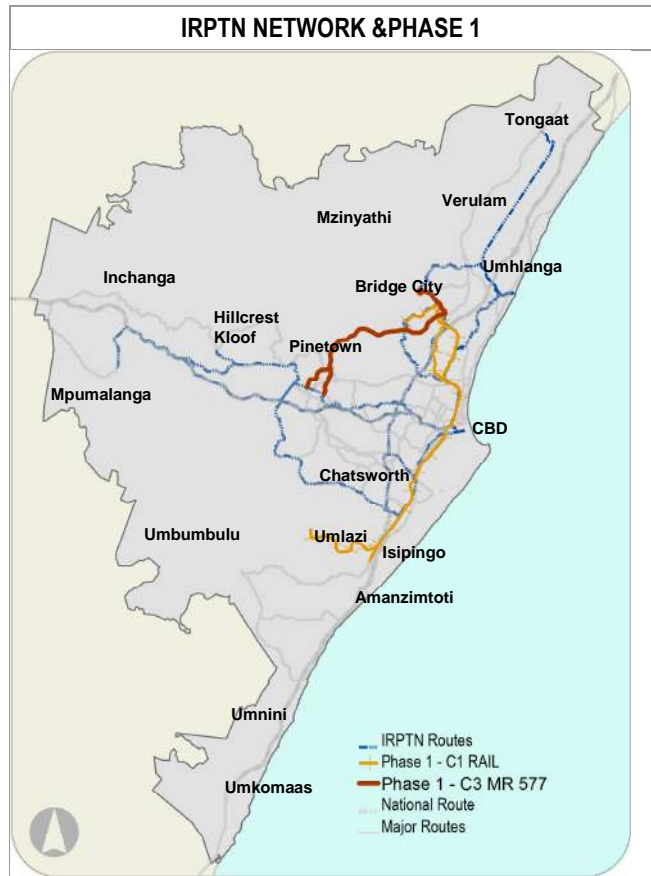 IRPTN NETWORK &PHASE 1
Tongaat
Verulam
Mzinyathi
Umhlanga
Inchanga
Bridge City
Hillcrest
Kloof
Pinetown
Mpumalanga
CBD
Chatsworth
Umbumbulu
Umlazi
Isipingo
Amanzimtoti
Umnini
Umkomaas
IRPTN Routes
Phase 1 - C1 RAIL
Phase 1 - C3 MR 577
National Route
Major Routes